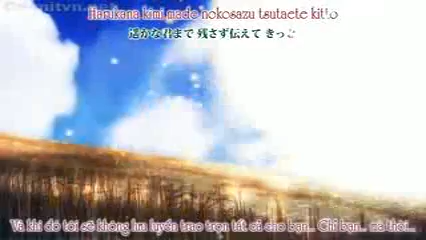 Harukana kimi made nokosazu tsutaete kitto
遥かな君まで 残さず伝えて きっと
Và khi đó tôi sẽ không lưu luyến trao trọn tất cả cho bạn... Chỉ bạn... mà thôi...